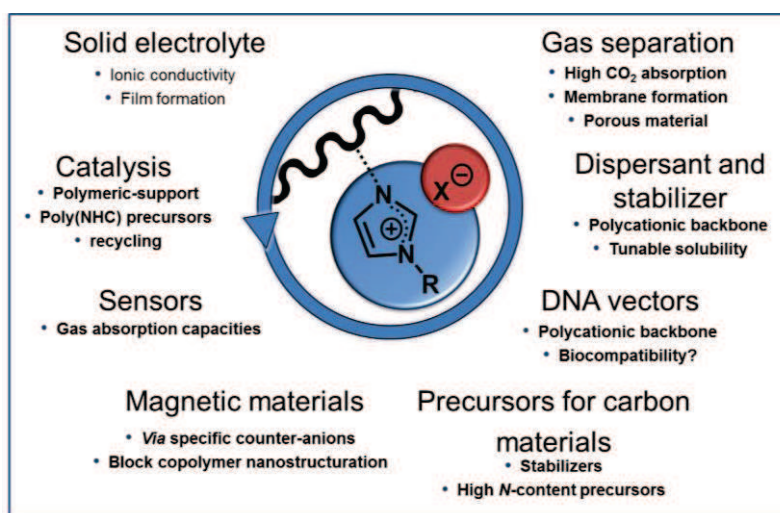 Solid electrolyte
• Ionic conductivity
• Film formation
Catalysis
• Polymeric-support
• Poly(NHC) precursors
• recycling
Sensors
• Gas absorption capacities
Magnetic materials
• Via specific counter-anions
• Block copolymer nanostructuration
N
⊕
N
R
X⊖
Gas separation
• High CO₂ absorption
• Membrane formation
• Porous material
Dispersant and
stabilizer
• Polycationic backbone
• Tunable solubility
DNA vectors
• Polycationic backbone
• Biocompatibility?
Precursors for carbon
materials
• Stabilizers
• High N-content precursors